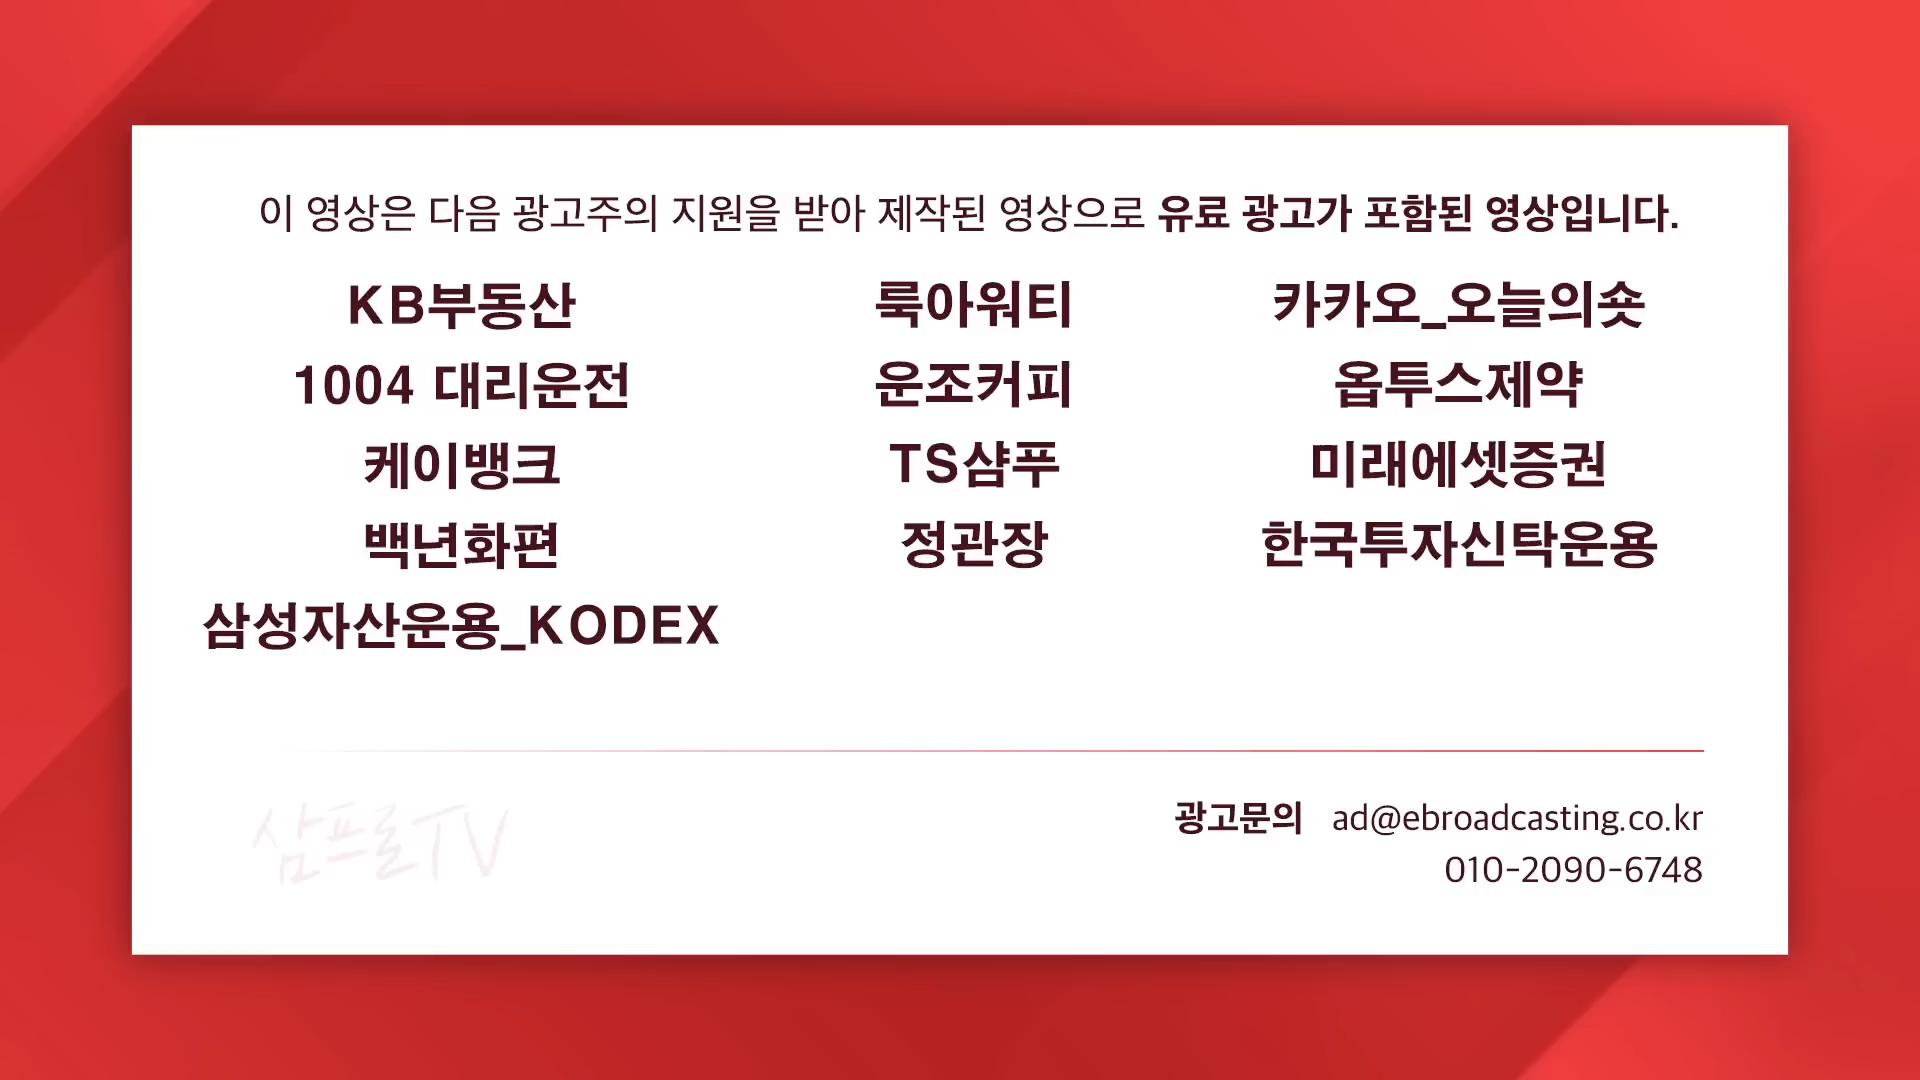 이 영상은 다음 광고주의 지원을 받아 제작된 영상으로 유료 광고가 포함된 영상입니다.
KB부동산 룩아워티 카카오_오늘의숏
1004 대리운전 운조커피 옵투스제약
케이뱅크 TS샴푸 미래에셋증권
백년화편 정관장 한국투자신탁운용
삼성자산운용_KODEX
삼프로TV
광고문의 ad@ebroadcasting.co.kr
010-2090-6748